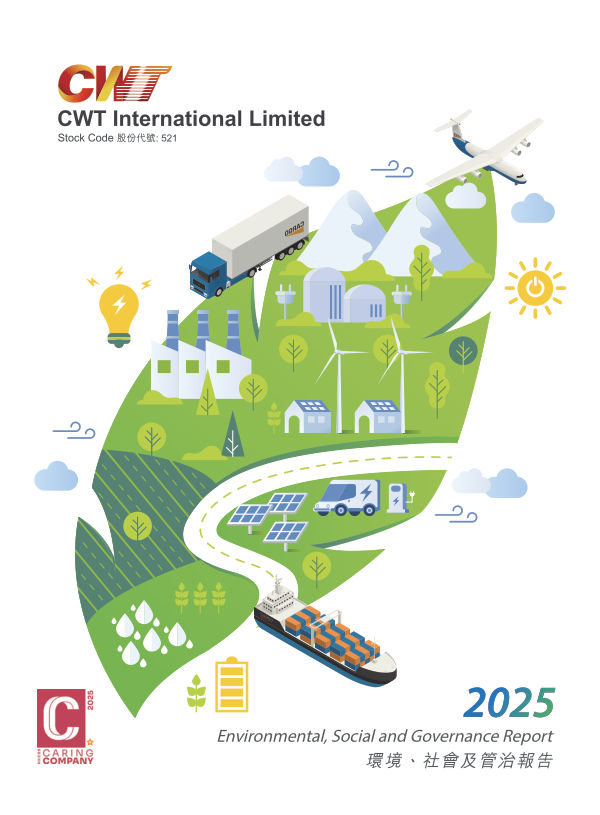 CWT
CWT International Limited
Stock Code 股份代號: 521
CARGO
2025
Environmental, Social and Governance Report
環境、社會及管治報告
2025
CARING
COMPANY